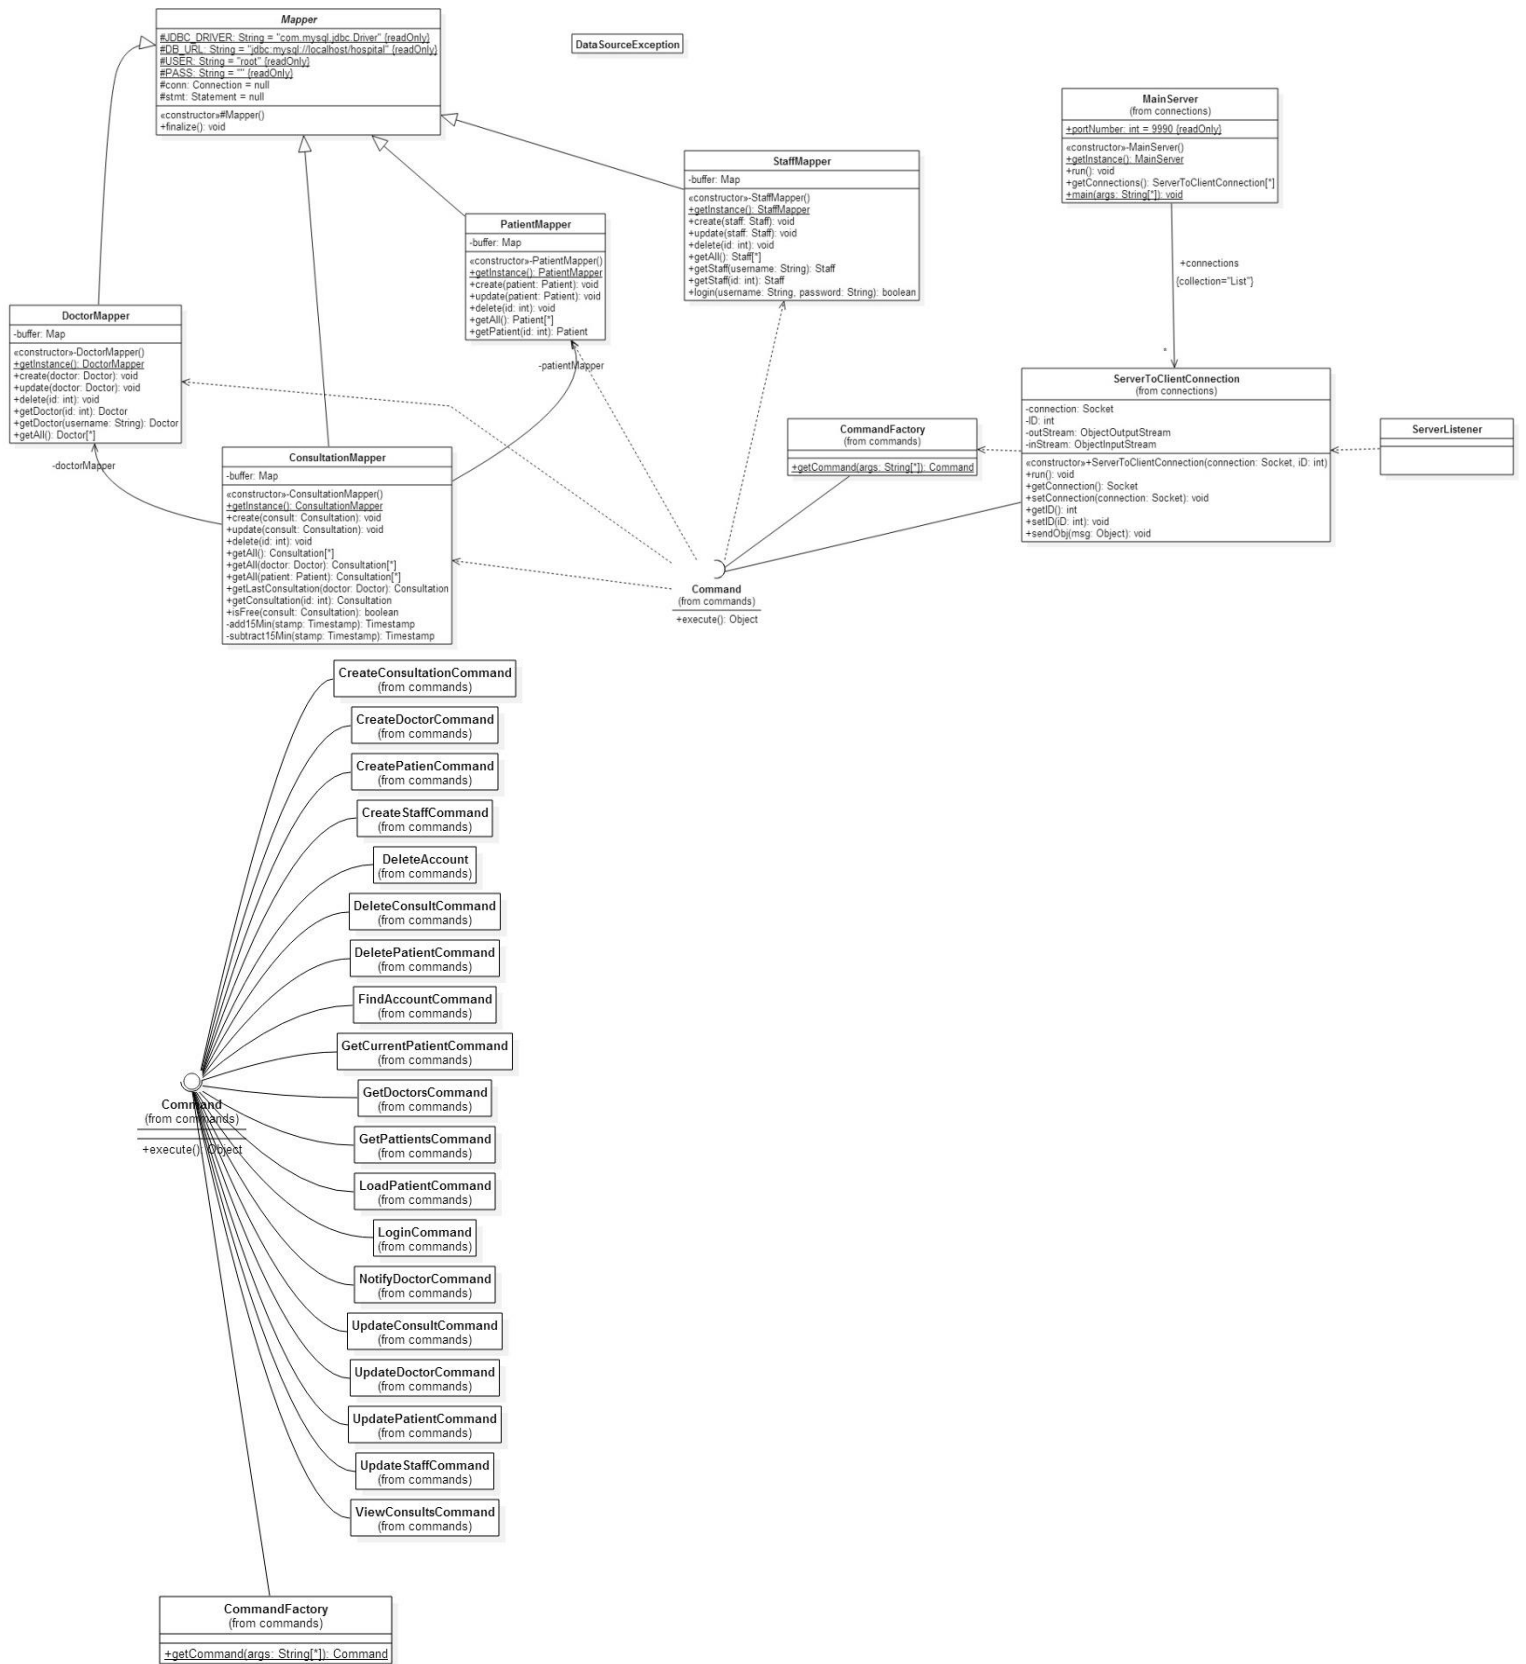 Mapper
#JDBC_DRIVER: String = "com.mysql.jdbc.Driver" {readOnly}
#DB_URL: String = "jdbc:mysql://localhost/hospital" {readOnly}
#USER: String = "root" {readOnly}
#PASS: String = "" {readOnly}
#conn: Connection = null
#stmt: Statement = null
«constructor»#Mapper()
+finalize(): void
DataSourceException
MainServer
(from connections)
+portNumber: int = 9990 {readOnly}
«constructor»-MainServer()
+getInstance(): MainServer
+run(): void
+getConnections(): ServerToClientConnection[*]
+main(args: String[*]): void
StaffMapper
-buffer: Map
«constructor»-StaffMapper()
+getInstance(): StaffMapper
+create(staff: Staff): void
+update(staff: Staff): void
+delete(id: int): void
+getAll(): Staff[*]
+getStaff(username: String): Staff
+getStaff(id: int): Staff
+login(username: String, password: String): boolean
PatientMapper
-buffer: Map
«constructor»-PatientMapper()
+getInstance(): PatientMapper
+create(patient: Patient): void
+update(patient: Patient): void
+delete(id: int): void
+getAll(): Patient[*]
+getPatient(id: int): Patient
+connections
{collection="List"}
*
DoctorMapper
-buffer: Map
«constructor»-DoctorMapper()
+getInstance(): DoctorMapper
+create(doctor: Doctor): void
+update(doctor: Doctor): void
+delete(id: int): void
+getDoctor(id: int): Doctor
+getDoctor(username: String): Doctor
+getAll(): Doctor[*]
-patientMapper
-doctorMapper
ServerToClientConnection
(from connections)
-connection: Socket
-ID: int
-outStream: ObjectOutputStream
-inStream: ObjectInputStream
«constructor»+ServerToClientConnection(connection: Socket, iD: int)
+run(): void
+getConnection(): Socket
+setConnection(connection: Socket): void
+getID(): int
+setID(iD: int): void
+sendObj(msg: Object): void
ServerListener
CommandFactory
(from commands)
+getCommand(args: String[*]): Command
ConsultationMapper
-buffer: Map
«constructor»-ConsultationMapper()
+getInstance(): ConsultationMapper
+create(consult: Consultation): void
+update(consult: Consultation): void
+delete(id: int): void
+getAll(): Consultation[*]
+getAll(doctor: Doctor): Consultation[*]
+getAll(patient: Patient): Consultation[*]
+getLastConsultation(doctor: Doctor): Consultation
+getConsultation(id: int): Consultation
+isFree(consult: Consultation): boolean
-add15Min(stamp: Timestamp): Timestamp
-subtract15Min(stamp: Timestamp): Timestamp
Command
(from commands)
+execute(): Object
CreateConsultationCommand
(from commands)
CreateDoctorCommand
(from commands)
CreatePatienCommand
(from commands)
CreateStaffCommand
(from commands)
DeleteAccount
(from commands)
DeleteConsultCommand
(from commands)
DeletePatientCommand
(from commands)
FindAccountCommand
(from commands)
GetCurrentPatientCommand
(from commands)
GetDoctorsCommand
(from commands)
Command
(from commands)
+execute(): Object
GetPattientsCommand
(from commands)
LoadPatientCommand
(from commands)
LoginCommand
(from commands)
NotifyDoctorCommand
(from commands)
UpdateConsultCommand
(from commands)
UpdateDoctorCommand
(from commands)
UpdatePatientCommand
(from commands)
UpdateStaffCommand
(from commands)
ViewConsultsCommand
(from commands)
CommandFactory
(from commands)
+getCommand(args: String[*]): Command